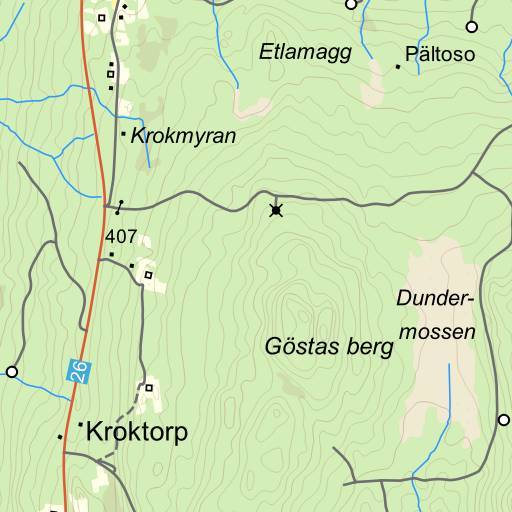 Etlamagg
Pältoso
Krokmyran
407
Dunder-
mossen
Göstas berg
26
Kroktorp